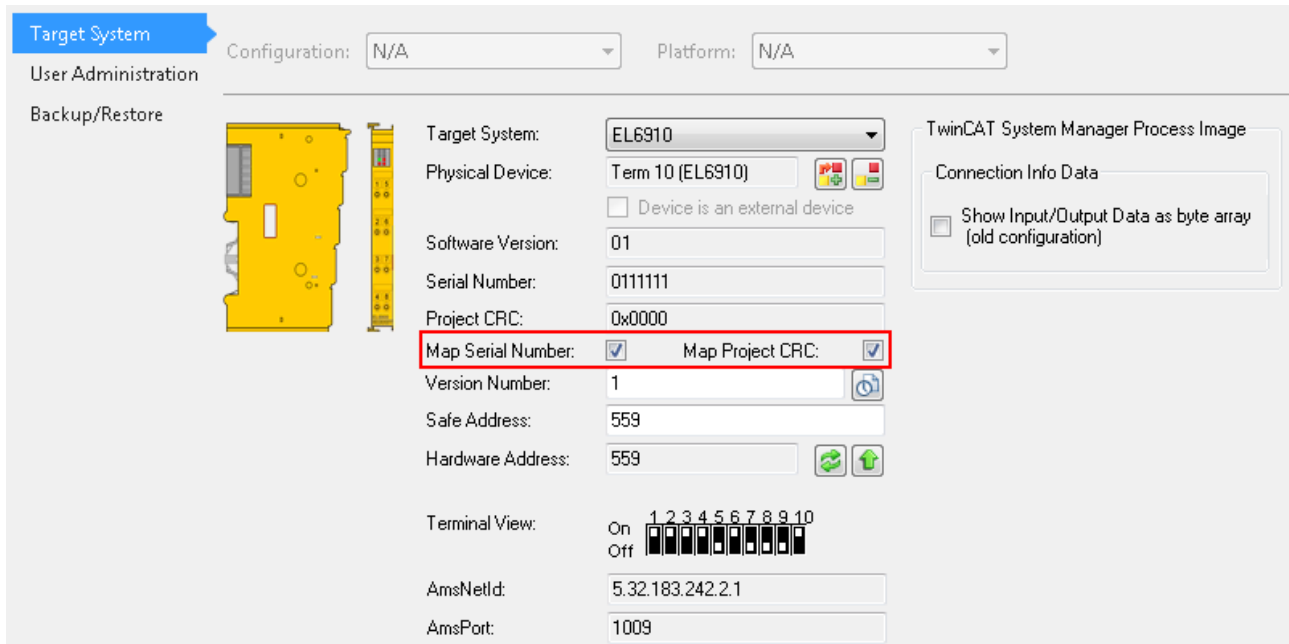 Target System
User Administration
Backup/Restore
Configuration: N/A Platform: N/A
Target System: EL6910
Physical Device: Term 10 (EL6910)
Device is an external device
Software Version: 01
Serial Number: 0111111
Project CRC: 0x0000
Map Serial Number: Map Project CRC:
Version Number: 1
Safe Address: 559
Hardware Address: 559
Terminal View: On 1 2 3 4 5 6 7 8 9 10
Off
AmsNetId: 5.32.183.242.2.1
AmsPort: 1009
TwinCAT System Manager Process Image
Connection Info Data
Show Input/Output Data as byte array
(old configuration)